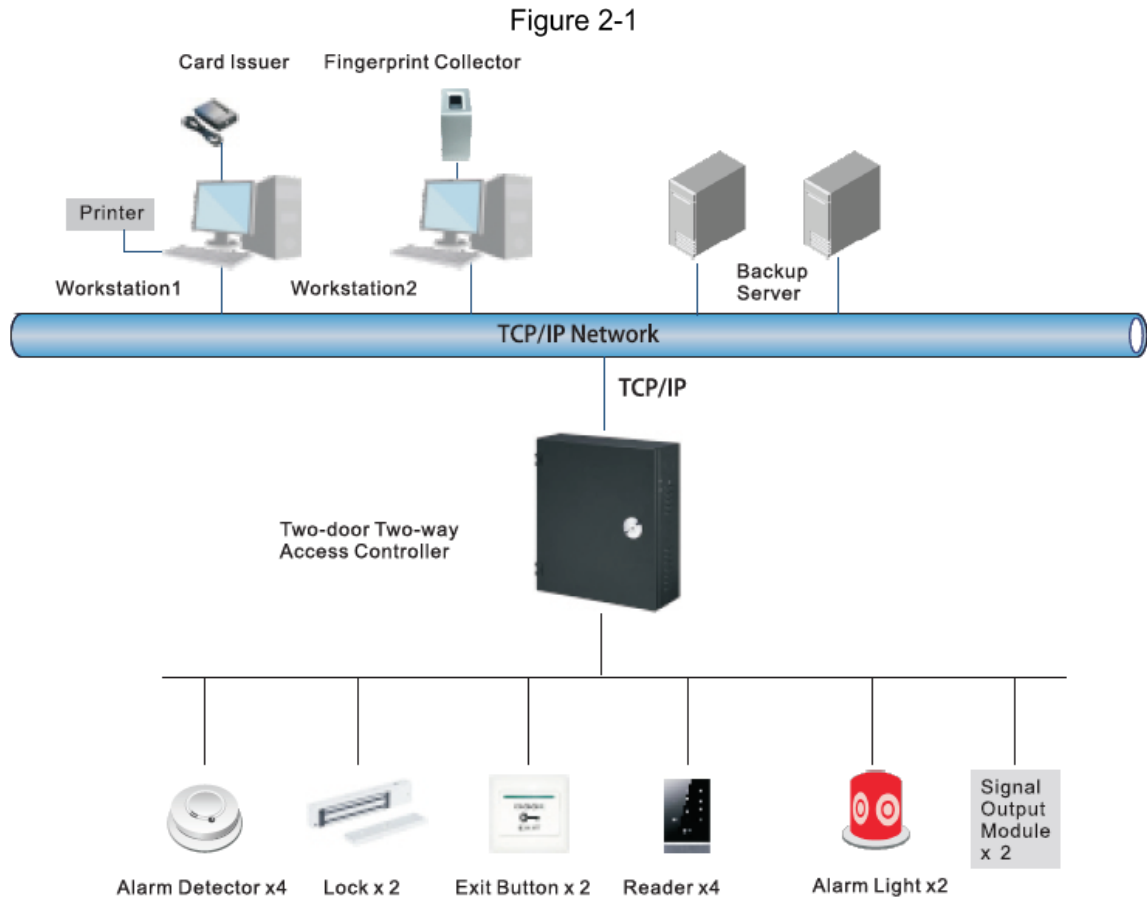 Figure 2-1
Card Issuer
Fingerprint Collector
Printer
Workstation1
Workstation2
Backup
Server
TCP/IP Network
TCP/IP
Two-door Two-way
Access Controller
Signal
Output
Module
x 2
Alarm Detector x4
Lock x 2
Exit Button x 2
Reader x4
Alarm Light x2